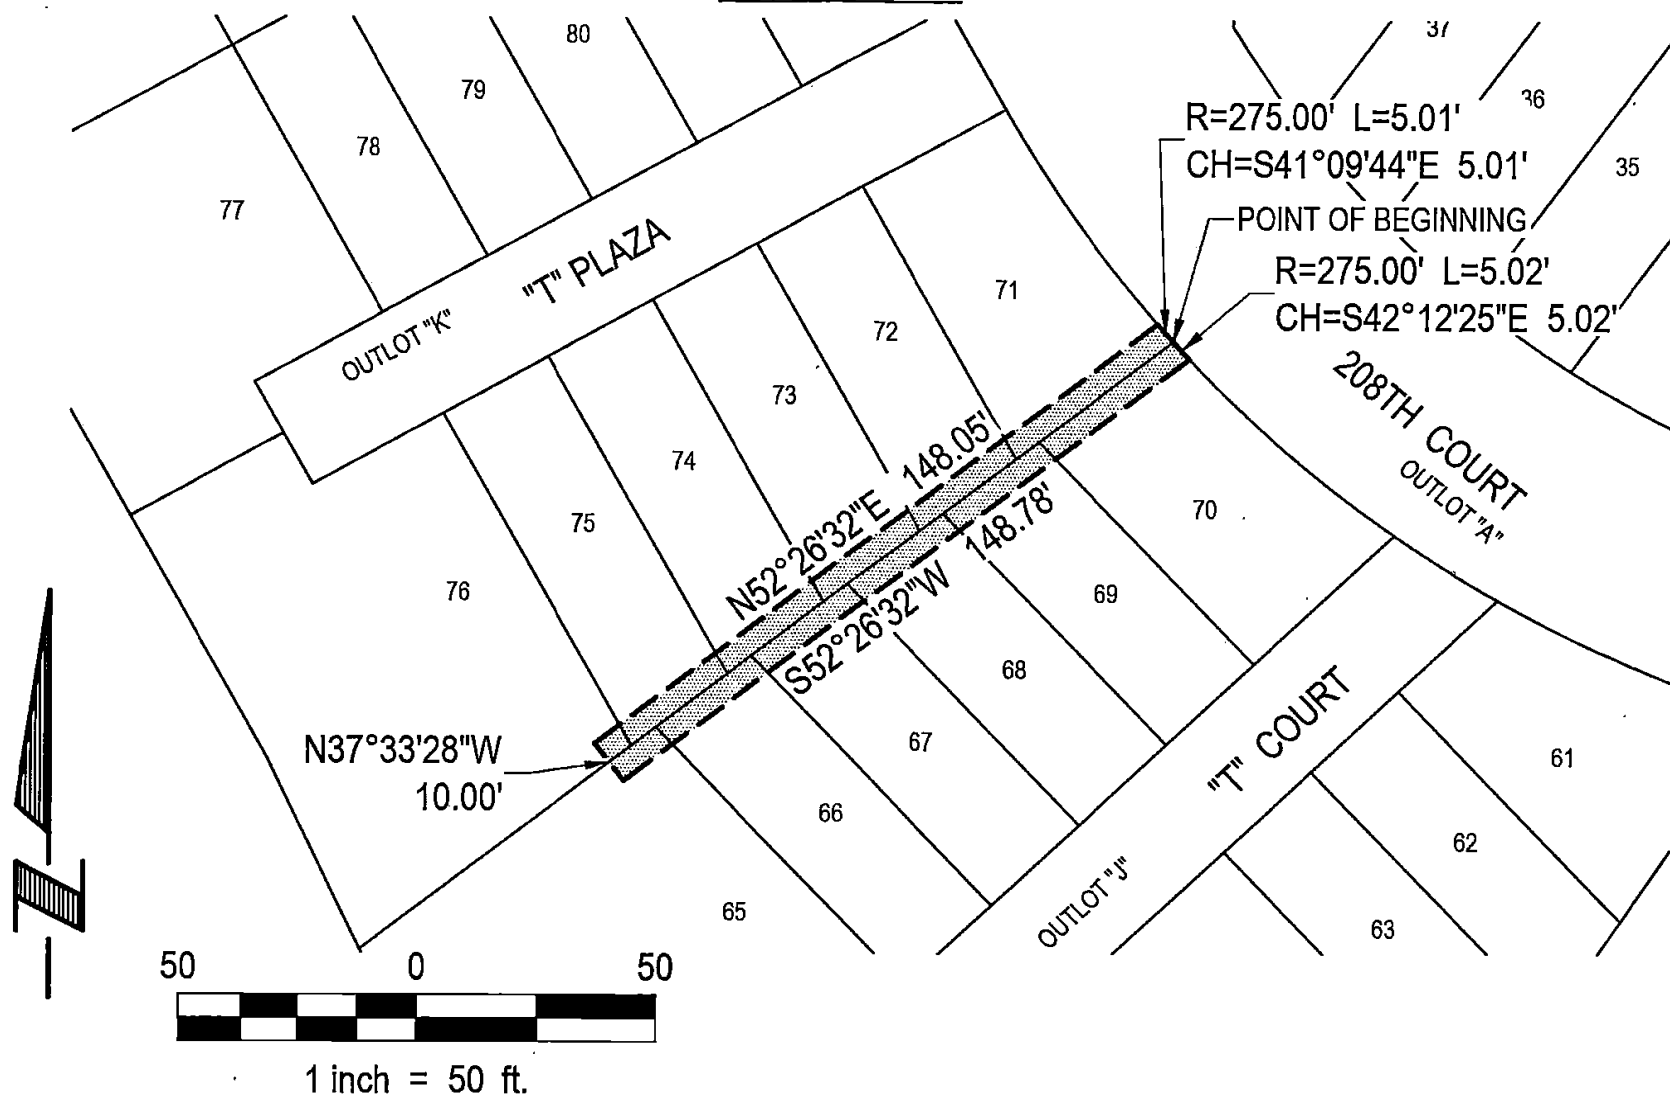 80
37
79
36
R=275.00' L=5.01'
78
CH=S41°09'44"E 5.01'
35
77
POINT OF BEGINNING
"T" PLAZA
R=275.00' L=5.02'
71
CH=S42°12'25"E 5.02'
OUTLOT "K"
72
73
208TH COURT
OUTLOT "A"
74
N52°26'32"E 148.05'
75
70
S52°26'32"W 148.78'
76
69
68
"T" COURT
67
N37°33'28"W
10.00'
61
66
62
65
OUTLOT "J"
63
50 0 50
1 inch = 50 ft.